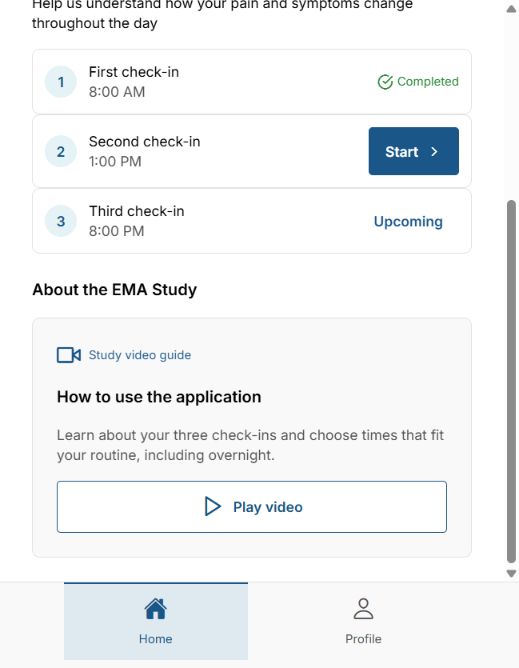 Help us understand how your pain and symptoms change
throughout the day
1
First check-in
8:00 AM
Completed
2
Second check-in
1:00 PM
Start
3
Third check-in
8:00 PM
Upcoming
About the EMA Study
Study video guide
How to use the application
Learn about your three check-ins and choose times that fit
your routine, including overnight.
Play video
Home
Profile